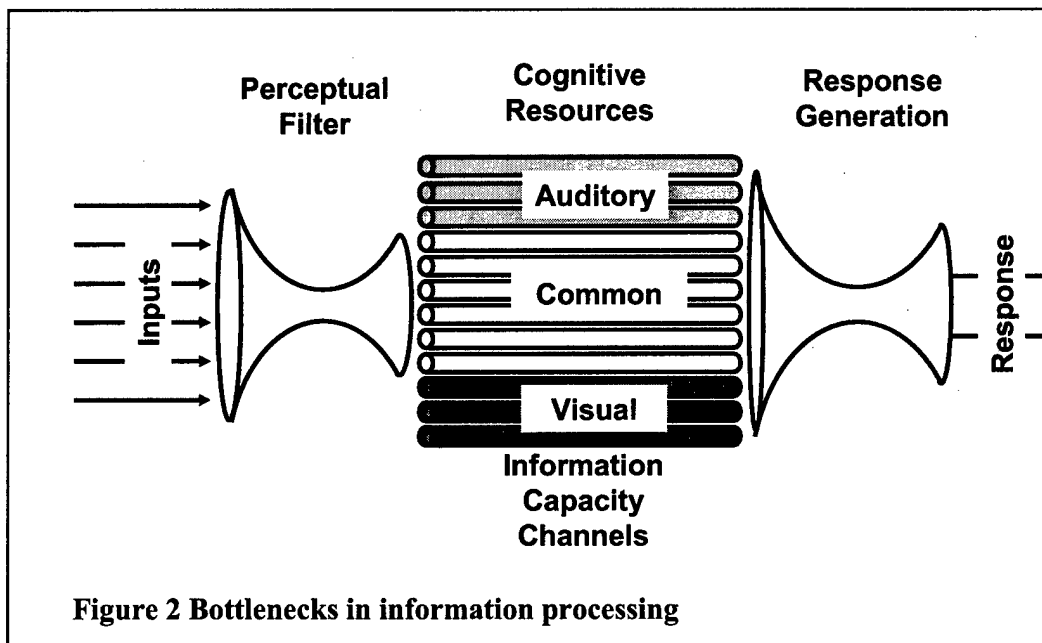 Perceptual
Filter
Cognitive
Resources
Response
Generation
Inputs
Auditory
Common
Visual
Response
Information
Capacity
Channels
Figure 2 Bottlenecks in information processing